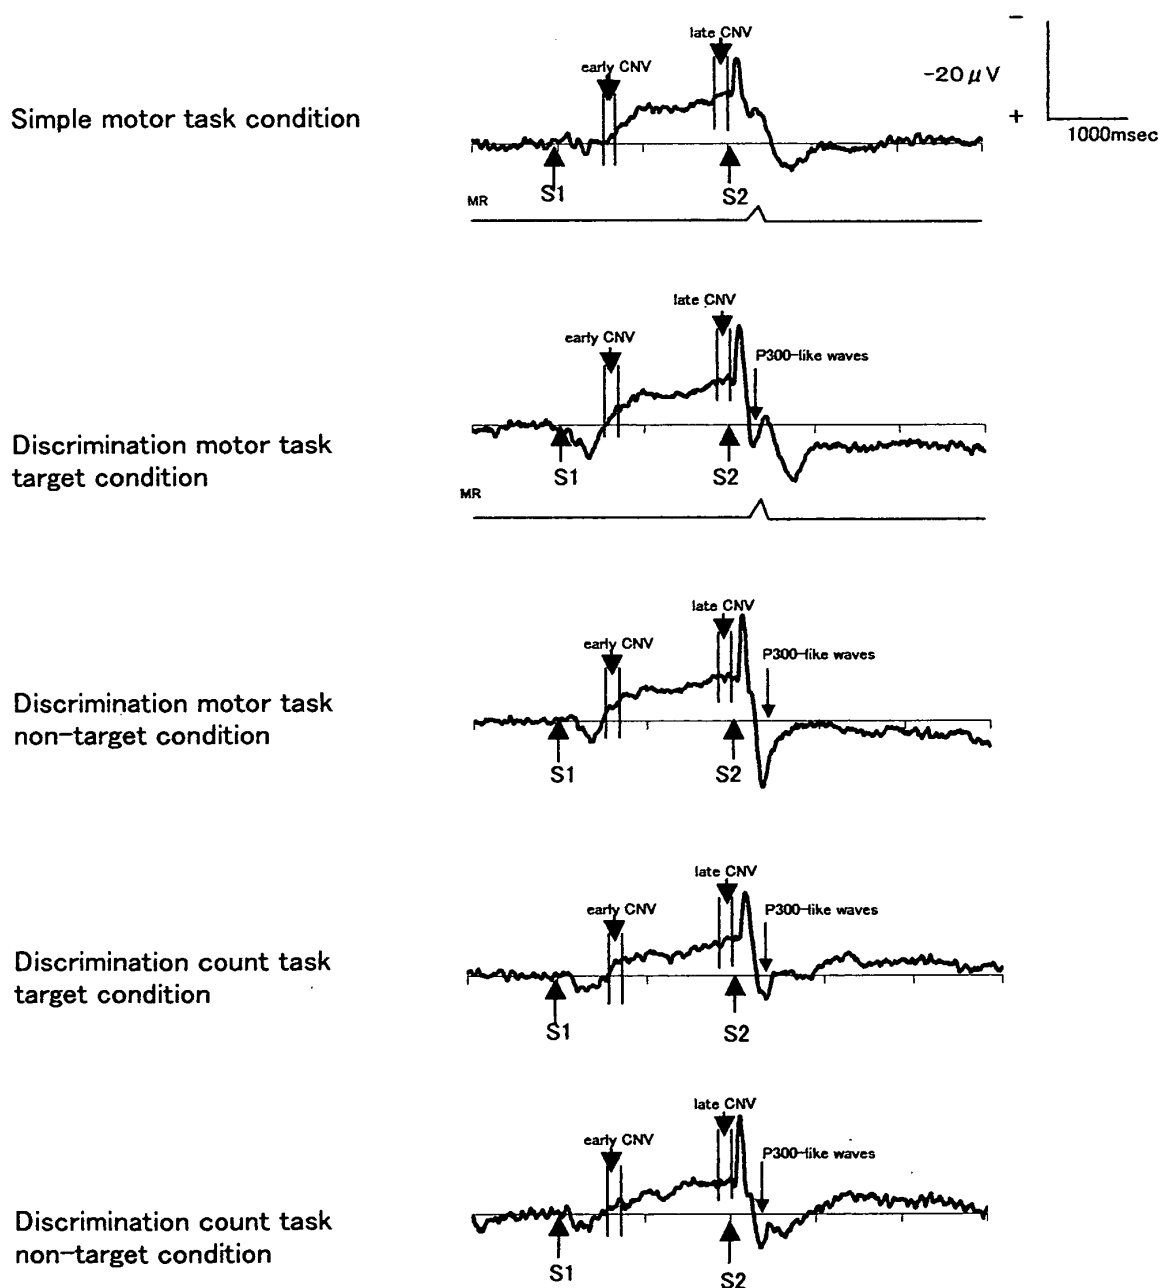 late CNV
early CNV
−
−20μV
+
1000msec
Simple motor task condition
S1
S2
MR
late CNV
early CNV
P300-like waves
Discrimination motor task
target condition
S1
S2
MR
late CNV
early CNV
P300-like waves
Discrimination motor task
non-target condition
S1
S2
late CNV
early CNV
P300-like waves
Discrimination count task
target condition
S1
S2
late CNV
early CNV
P300-like waves
Discrimination count task
non-target condition
S1
S2